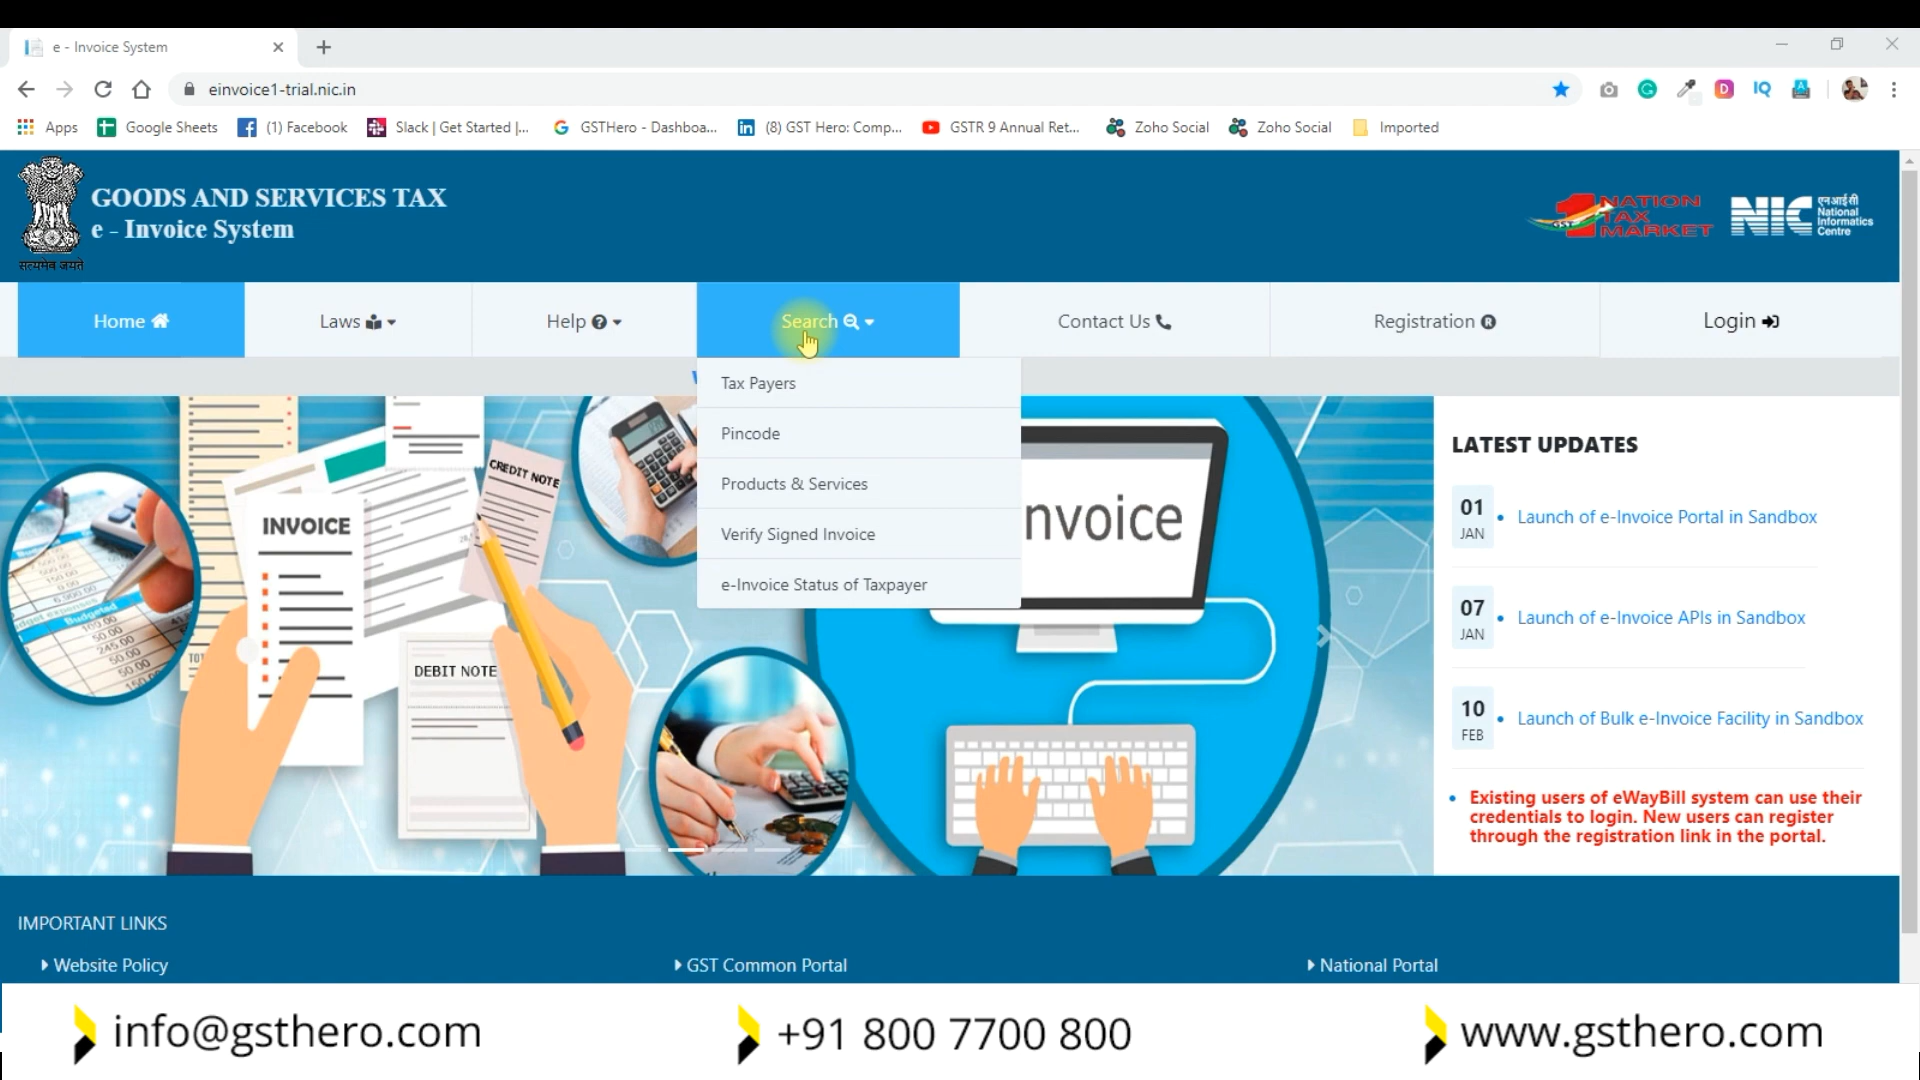 e - Invoice System
einvoice1-trial.nic.in
Apps
Google Sheets
(1) Facebook
Slack | Get Started |...
GSTHero - Dashboa...
(8) GST Hero: Comp...
GSTR 9 Annual Ret...
Zoho Social
Zoho Social
Imported
GOODS AND SERVICES TAX
e - Invoice System
सत्यमेव जयते
NATION
TAX
MARKET
GST
NIC
एन आई सी
National
Informatics
Centre
Home
Laws
Help
Search
Contact Us
Registration
Login
Tax Payers
Pincode
Products & Services
Verify Signed Invoice
e-Invoice Status of Taxpayer
INVOICE
CREDIT NOTE
DEBIT NOTE
nvoice
LATEST UPDATES
01
JAN
Launch of e-Invoice Portal in Sandbox
07
JAN
Launch of e-Invoice APIs in Sandbox
10
FEB
Launch of Bulk e-Invoice Facility in Sandbox
Existing users of eWayBill system can use their
credentials to login. New users can register
through the registration link in the portal.
IMPORTANT LINKS
Website Policy
GST Common Portal
National Portal
info@gsthero.com
+91 800 7700 800
www.gsthero.com